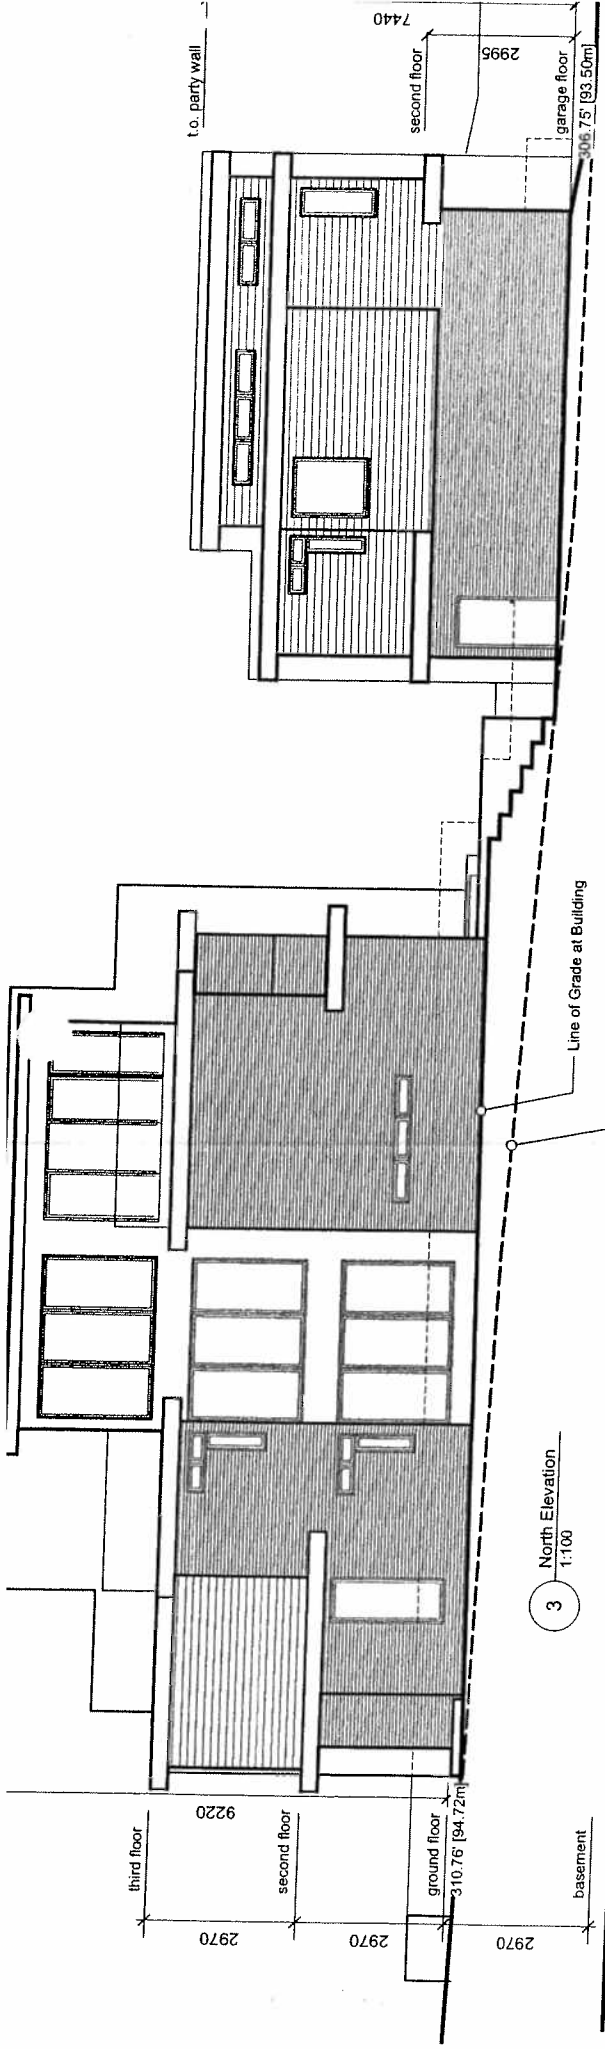 t.o. party wall
7440
second floor
2995
garage floor
306.75' [93.50m]
Line of Grade at Building
3
North Elevation
1:100
9220
third floor
2970
second floor
2970
ground floor
310.76' [94.72m]
2970
basement